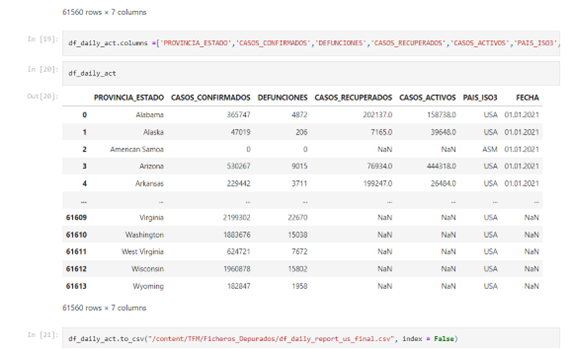 61560 rows × 7 columns
In [19]: df_daily_act.columns =['PROVINCIA_ESTADO','CASOS_CONFIRMADOS','DEFUNCIONES','CASOS_RECUPERADOS','CASOS_ACTIVOS','PAIS_ISO3',
In [20]: df_daily_act
Out[20]: PROVINCIA_ESTADO CASOS_CONFIRMADOS DEFUNCIONES CASOS_RECUPERADOS CASOS_ACTIVOS PAIS_ISO3 FECHA
0 Alabama 365747 4872 202137.0 158738.0 USA 01.01.2021
1 Alaska 47019 206 7165.0 39648.0 USA 01.01.2021
2 American Samoa 0 0 NaN NaN ASM 01.01.2021
3 Arizona 530267 9015 76934.0 444318.0 USA 01.01.2021
4 Arkansas 229442 3711 199247.0 26484.0 USA 01.01.2021
... ... ... ... ... ... ... ...
61609 Virginia 2199302 22670 NaN NaN USA NaN
61610 Washington 1883676 15038 NaN NaN USA NaN
61611 West Virginia 624721 7672 NaN NaN USA NaN
61612 Wisconsin 1960878 15802 NaN NaN USA NaN
61613 Wyoming 182847 1958 NaN NaN USA NaN
61560 rows × 7 columns
In [21]: df_daily_act.to_csv("/content/TFM/Ficheros_Depurados/df_daily_report_us_final.csv", index = False)